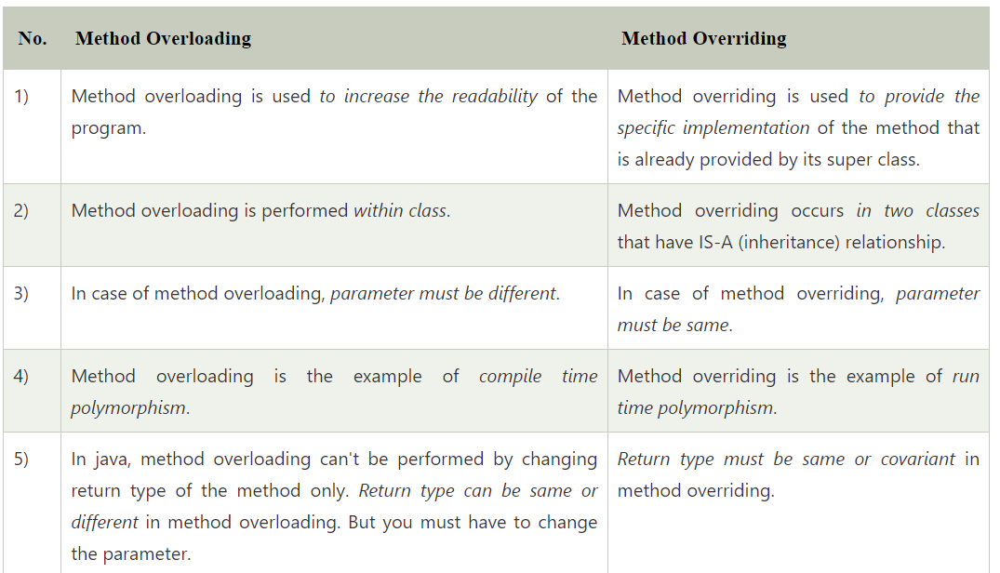 No. Method Overloading Method Overriding
1) Method overloading is used to increase the readability of the
program.
Method overriding is used to provide the
specific implementation of the method that
is already provided by its super class.
2) Method overloading is performed within class.
Method overriding occurs in two classes
that have IS-A (inheritance) relationship.
3) In case of method overloading, parameter must be different.
In case of method overriding, parameter
must be same.
4) Method overloading is the example of compile time
polymorphism.
Method overriding is the example of run
time polymorphism.
5) In java, method overloading can't be performed by changing
return type of the method only. Return type can be same or
different in method overloading. But you must have to change
the parameter.
Return type must be same or covariant in
method overriding.